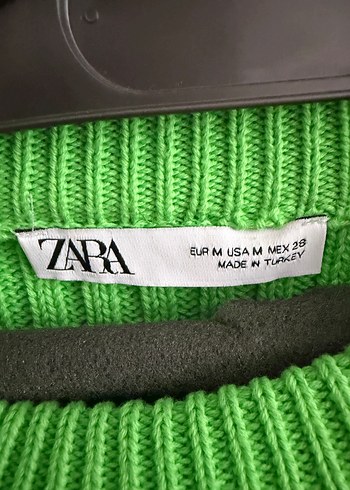 ZARA
EUR M USA M MEX 28
MADE IN TURKEY